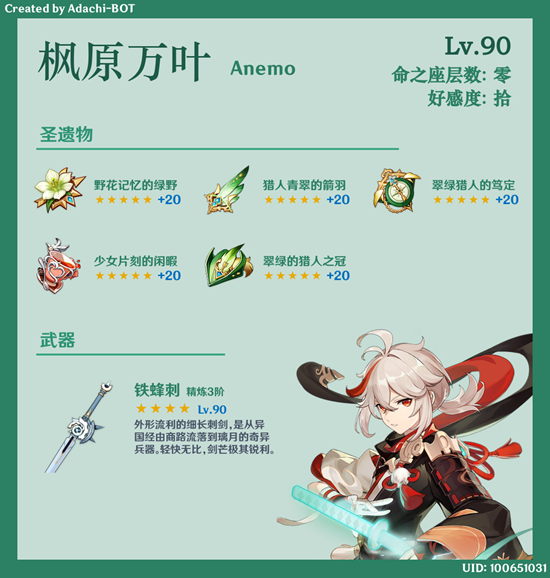 Created by Adachi-BOT
枫原万叶 Anemo
Lv.90
命之座层数: 零
好感度: 拾
圣遗物
野花记忆的绿野
★★★★★ +20
猎人青翠的箭羽
★★★★★ +20
翠绿猎人的笃定
★★★★★ +20
少女片刻的闲暇
★★★★★ +20
翠绿的猎人之冠
★★★★★ +20
武器
铁蜂刺 精炼3阶
★★★★ Lv.90
外形流利的细长刺剑,是从异
国经由商路流落到璃月的奇异
兵器。轻快无比,剑芒极其锐利。
UID: 100651031